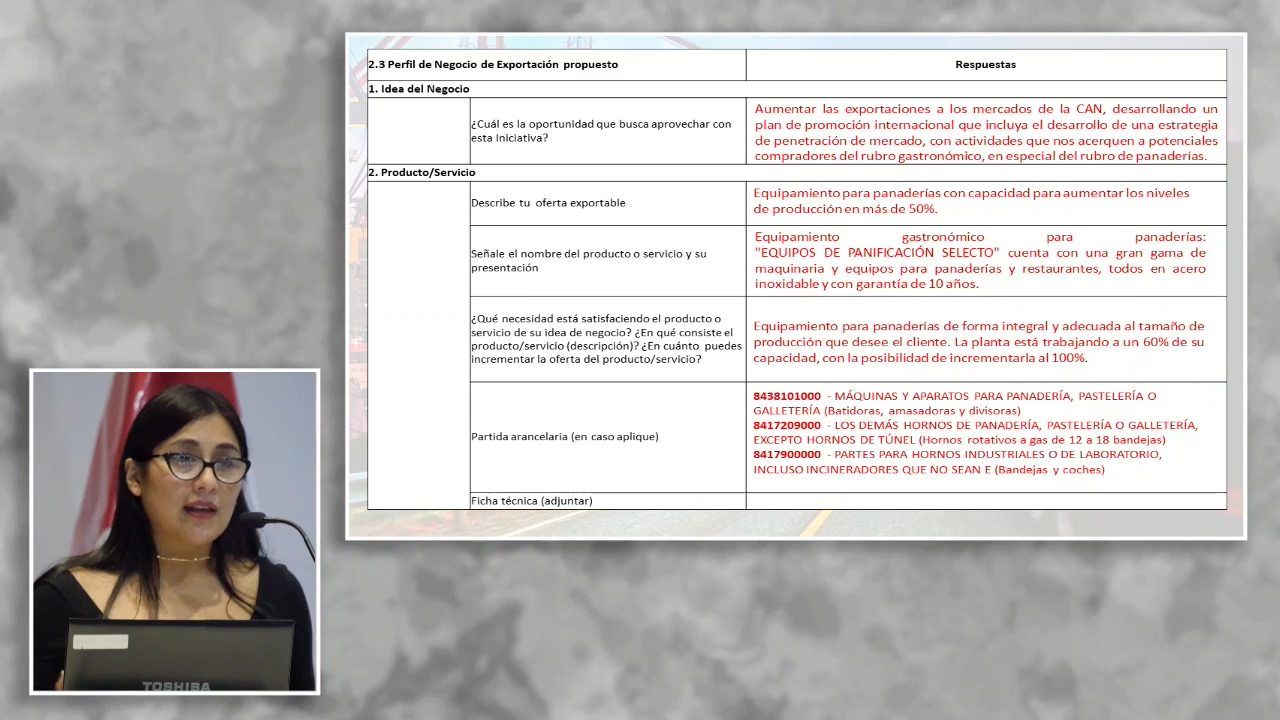 2.3 Perfil de Negocio de Exportación propuesto
Respuestas
1. Idea del Negocio
¿Cuál es la oportunidad que busca aprovechar con
esta Iniciativa?
Aumentar las exportaciones a los mercados de la CAN, desarrollando un
plan de promoción internacional que incluya el desarrollo de una estrategia
de penetración de mercado, con actividades que nos acerquen a potenciales
compradores del rubro gastronómico, en especial del rubro de panaderías.
2. Producto/Servicio
Describe tu oferta exportable
Equipamiento para panaderías con capacidad para aumentar los niveles
de producción en más de 50%.
Señale el nombre del producto o servicio y su
presentación
Equipamiento gastronómico para panaderías:
"EQUIPOS DE PANIFICACIÓN SELECTO" cuenta con una gran gama de
maquinaria y equipos para panaderías y restaurantes, todos en acero
inoxidable y con garantía de 10 años.
¿Qué necesidad está satisfaciendo el producto o
servicio de su idea de negocio? ¿En qué consiste el
producto/servicio (descripción)? ¿En cuánto puedes
incrementar la oferta del producto/servicio?
Equipamiento para panaderías de forma integral y adecuada al tamaño de
producción que desee el cliente. La planta está trabajando a un 60% de su
capacidad, con la posibilidad de incrementarla al 100%.
Partida arancelaria (en caso aplique)
8438101000 - MÁQUINAS Y APARATOS PARA PANADERÍA, PASTELERÍA O
GALLETERÍA (Batidoras, amasadoras y divisoras)
8417209000 - LOS DEMÁS HORNOS DE PANADERÍA, PASTELERÍA O GALLETERÍA,
EXCEPTO HORNOS DE TÚNEL (Hornos rotativos a gas de 12 a 18 bandejas)
8417900000 - PARTES PARA HORNOS INDUSTRIALES O DE LABORATORIO,
INCLUSO INCINERADORES QUE NO SEAN E (Bandejas y coches)
Ficha técnica (adjuntar)
TOSHIBA